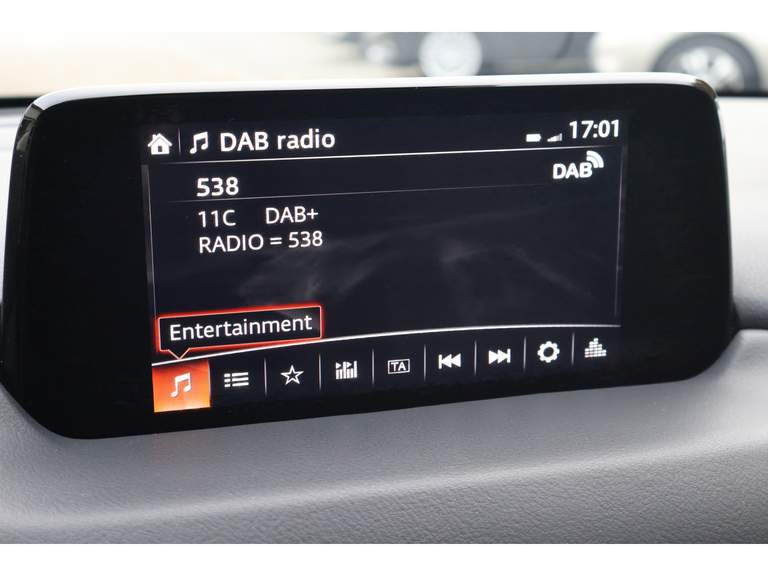 DAB radio 17:01
538 DAB
11C DAB+
RADIO = 538
Entertainment
TA